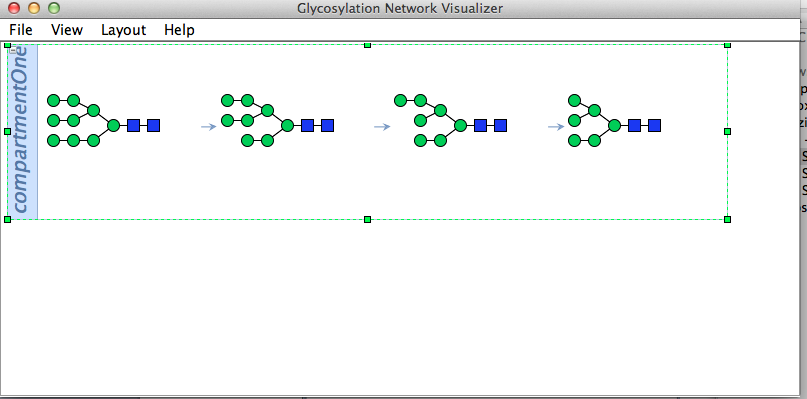 Glycosylation Network Visualizer
File View Layout Help
compartmentOne